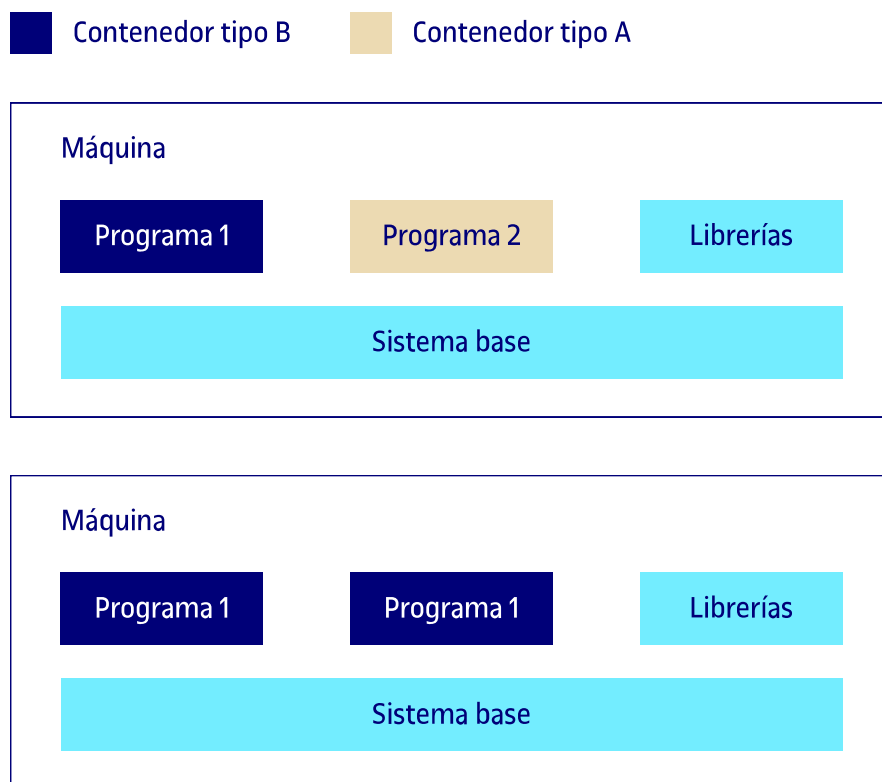 Contenedor tipo B Contenedor tipo A
Máquina
Programa 1 Programa 2 Librerías
Sistema base
Máquina
Programa 1 Programa 1 Librerías
Sistema base